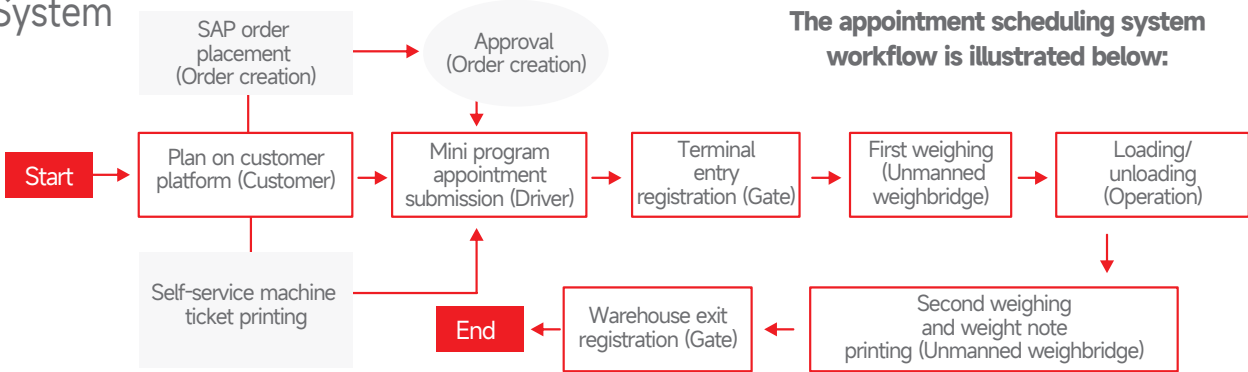 System
The appointment scheduling system
workflow is illustrated below:
SAP order
placement
(Order creation)
Approval
(Order creation)
Start
Plan on customer
platform (Customer)
Mini program
appointment
submission (Driver)
Terminal
entry
registration (Gate)
First weighing
(Unmanned
weighbridge)
Loading/
unloading
(Operation)
Self-service machine
ticket printing
End
Warehouse exit
registration (Gate)
Second weighing
and weight note
printing (Unmanned weighbridge)